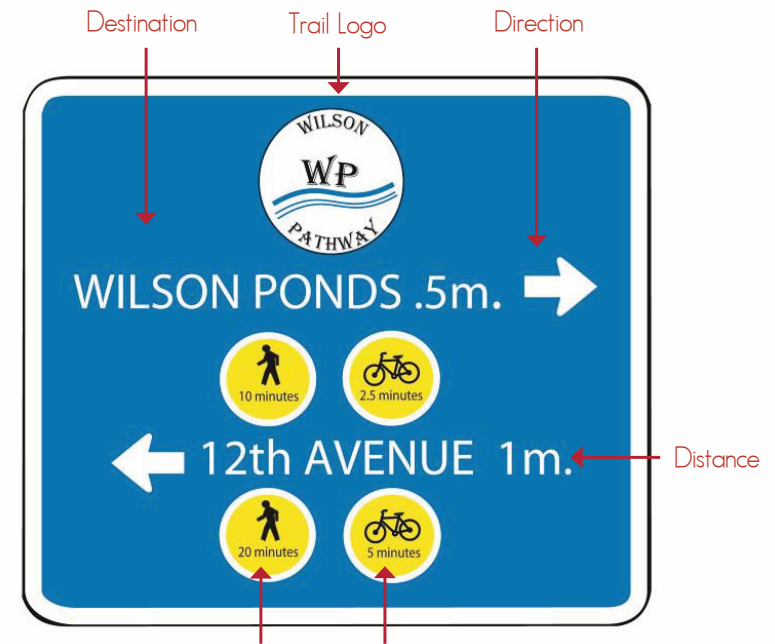 Destination
Trail Logo
Direction
WILSON
WP
PATHWAY
WILSON PONDS .5m.
10 minutes
2.5 minutes
12th AVENUE 1m.
Distance
20 minutes
5 minutes